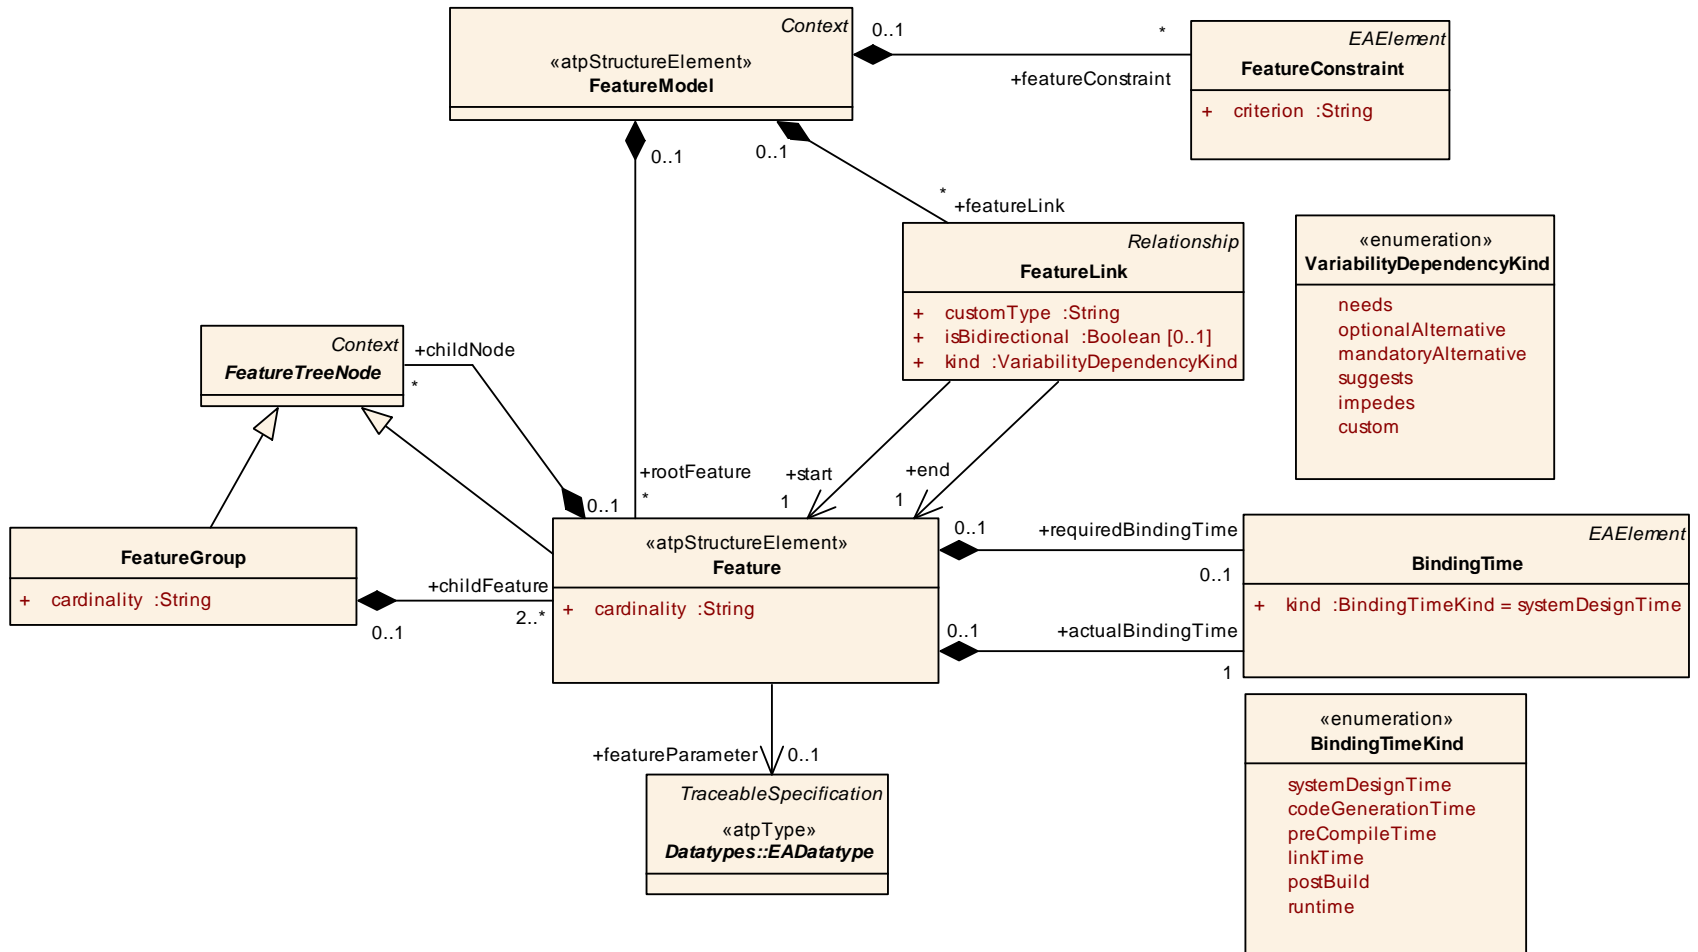 Context
«atpStructureElement»
FeatureModel
0..1
*
+featureConstraint
EAElement
FeatureConstraint
+ criterion :String
0..1
0..1
*
+featureLink
Relationship
FeatureLink
+ customType :String
+ isBidirectional :Boolean [0..1]
+ kind :VariabilityDependencyKind
«enumeration»
VariabilityDependencyKind
needs
optionalAlternative
mandatoryAlternative
suggests
impedes
custom
Context
FeatureTreeNode
+childNode
*
0..1
+rootFeature
*
+start
1
+end
1
FeatureGroup
+ cardinality :String
+childFeature
0..1
2..*
«atpStructureElement»
Feature
+ cardinality :String
0..1
+requiredBindingTime
0..1
0..1
+actualBindingTime
1
EAElement
BindingTime
+ kind :BindingTimeKind = systemDesignTime
+featureParameter
0..1
TraceableSpecification
«atpType»
Datatypes::EADatatype
«enumeration»
BindingTimeKind
systemDesignTime
codeGenerationTime
preCompileTime
linkTime
postBuild
runtime